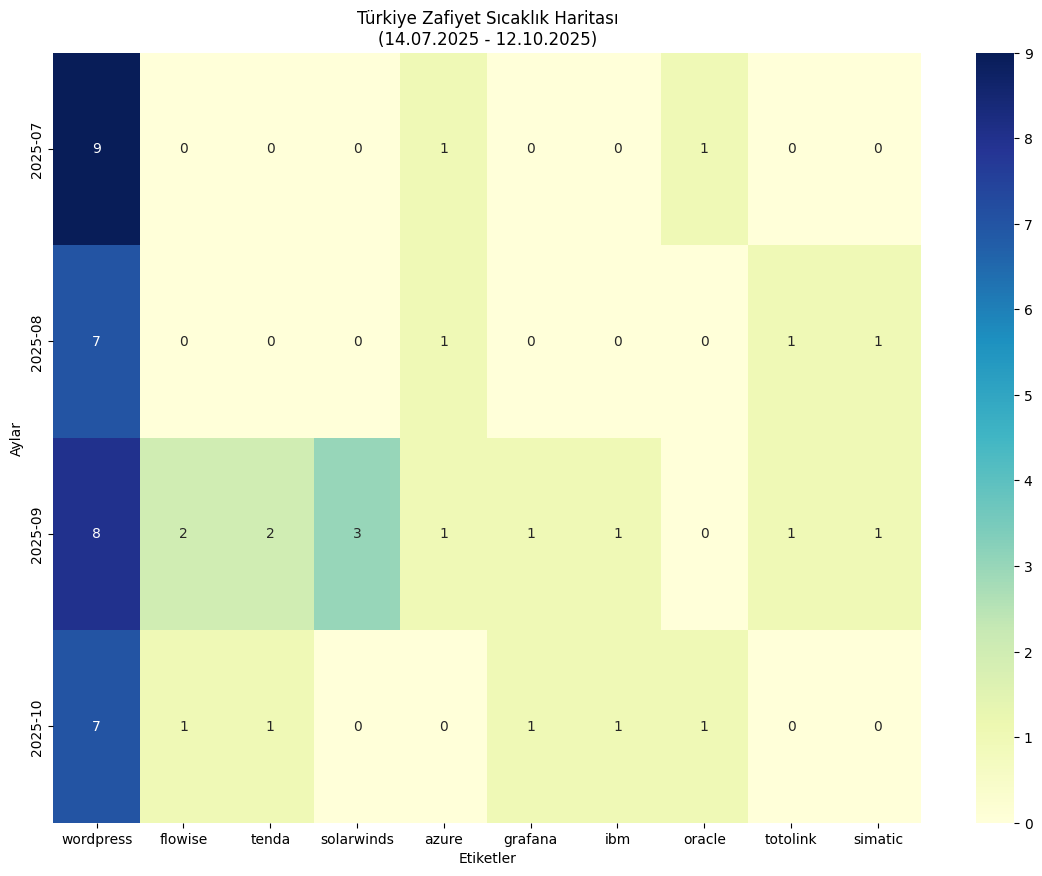 Türkiye Zafiyet Sıcaklık Haritası
(14.07.2025 - 12.10.2025)
Aylar
2025-07
9 0 0 0 1 0 0 1 0 0
2025-08
7 0 0 0 1 0 0 0 1 1
2025-09
8 2 2 3 1 1 1 0 1 1
2025-10
7 1 1 0 0 1 1 1 0 0
wordpress flowise tenda solarwinds azure grafana ibm oracle totolink simatic
Etiketler
9
8
7
6
5
4
3
2
1
0